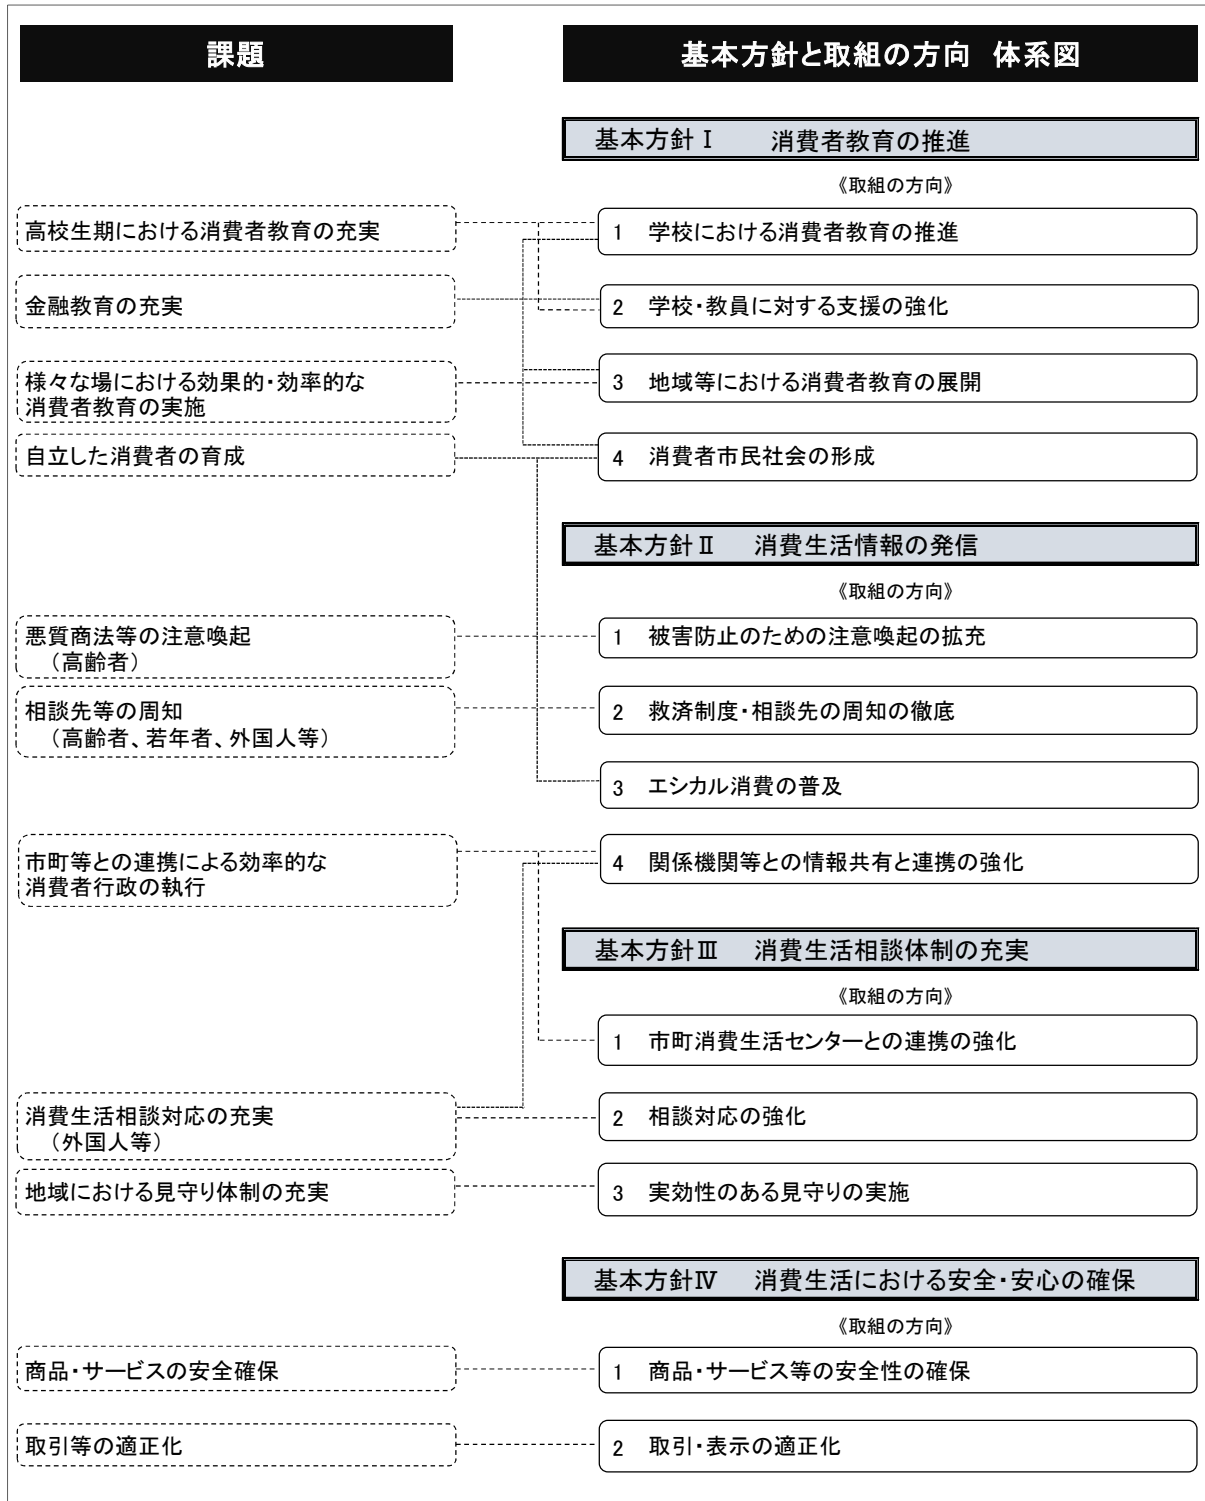 課題
基本方針と取組の方向 体系図
基本方針Ⅰ 消費者教育の推進
《取組の方向》
高校生期における消費者教育の充実
1 学校における消費者教育の推進
金融教育の充実
2 学校・教員に対する支援の強化
様々な場における効果的・効率的な
消費者教育の実施
3 地域等における消費者教育の展開
自立した消費者の育成
4 消費者市民社会の形成
基本方針Ⅱ 消費生活情報の発信
《取組の方向》
悪質商法等の注意喚起
（高齢者）
1 被害防止のための注意喚起の拡充
相談先等の周知
（高齢者、若年者、外国人等）
2 救済制度・相談先の周知の徹底
3 エシカル消費の普及
市町等との連携による効率的な
消費者行政の執行
4 関係機関等との情報共有と連携の強化
基本方針Ⅲ 消費生活相談体制の充実
《取組の方向》
1 市町消費生活センターとの連携の強化
消費生活相談対応の充実
（外国人等）
2 相談対応の強化
地域における見守り体制の充実
3 実効性のある見守りの実施
基本方針Ⅳ 消費生活における安全・安心の確保
《取組の方向》
商品・サービスの安全確保
1 商品・サービス等の安全性の確保
取引等の適正化
2 取引・表示の適正化